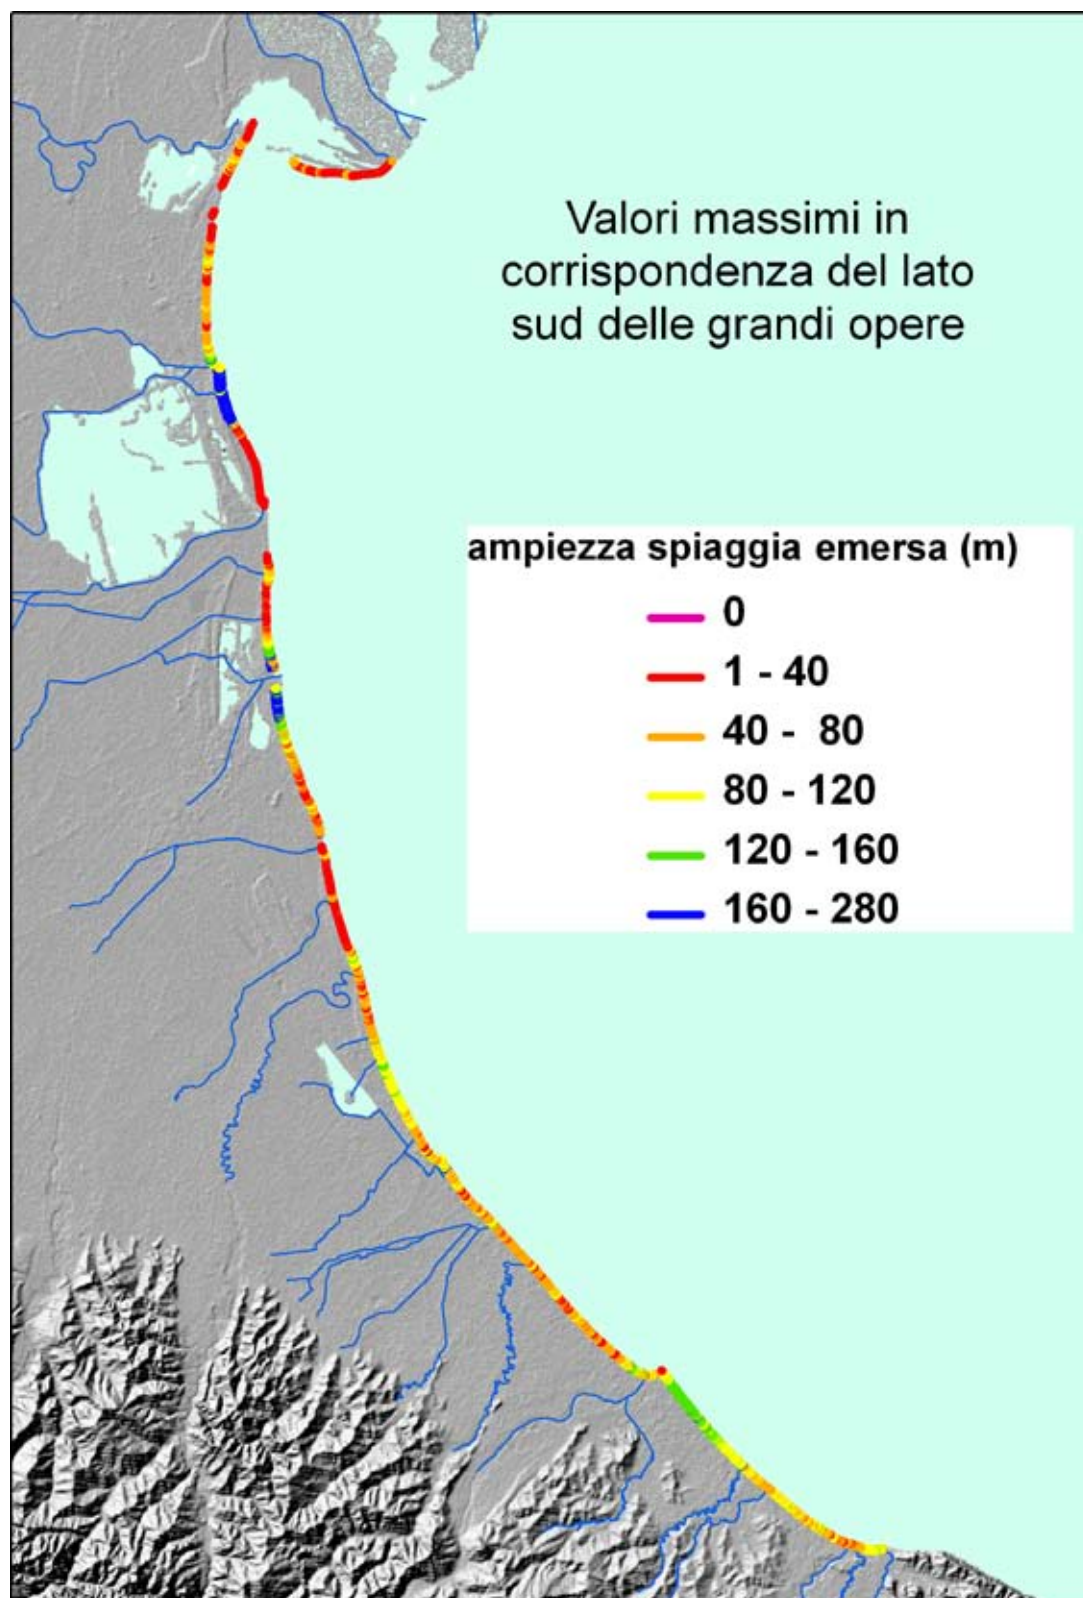 Valori massimi in
corrispondenza del lato
sud delle grandi opere
ampiezza spiaggia emersa (m)
0
1 - 40
40 - 80
80 - 120
120 - 160
160 - 280